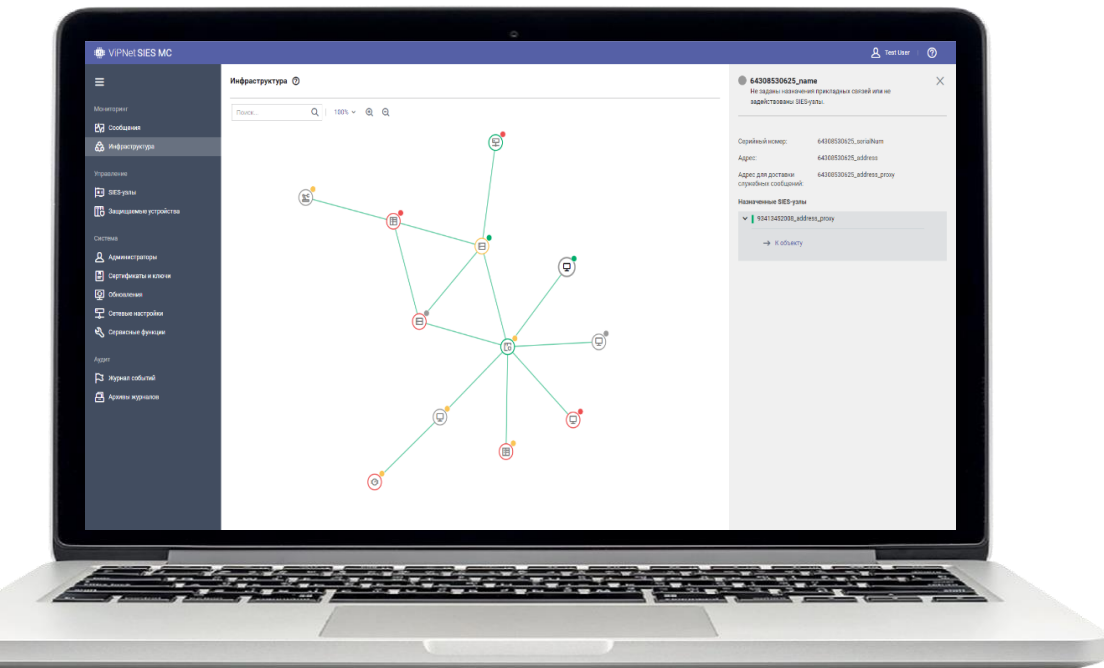 ViPNet SIES MC
Test User
Мониторинг
Сообщения
Инфраструктура
Управление
SIES-узлы
Защищаемые устройства
Система
Администраторы
Сертификаты и ключи
Обновления
Сетевые настройки
Сервисные функции
Аудит
Журнал событий
Архивы журналов
Инфраструктура
Поиск...
100%
64308530625_name
Не заданы назначения прикладных связей или не
задействованы SIES-узлы.
Серийный номер: 64308530625_serialNum
Адрес: 64308530625_address
Адрес для доставки 64308530625_address_proxy
служебных сообщений:
Назначенные SIES-узлы
93413452008_address_proxy
К объекту